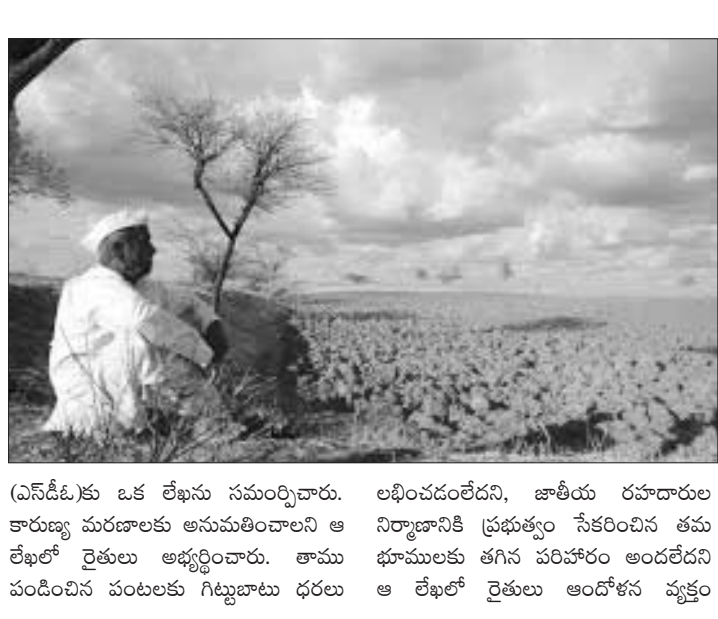 (ఎస్‌డీఓ)కు ఒక లేఖను సమర్పించారు.
కారుణ్య మరణాలకు అనుమతించాలని ఆ
లేఖలో రైతులు అభ్యర్థించారు. తాము
పండించిన పంటలకు గిట్టుబాటు ధరలు
లభించడంలేదని, జాతీయ రహదారుల
నిర్మాణానికి ప్రభుత్వం సేకరించిన తమ
భూములకు తగిన పరిహారం అందలేదని
ఆ లేఖలో రైతులు ఆందోళన వ్యక్తం